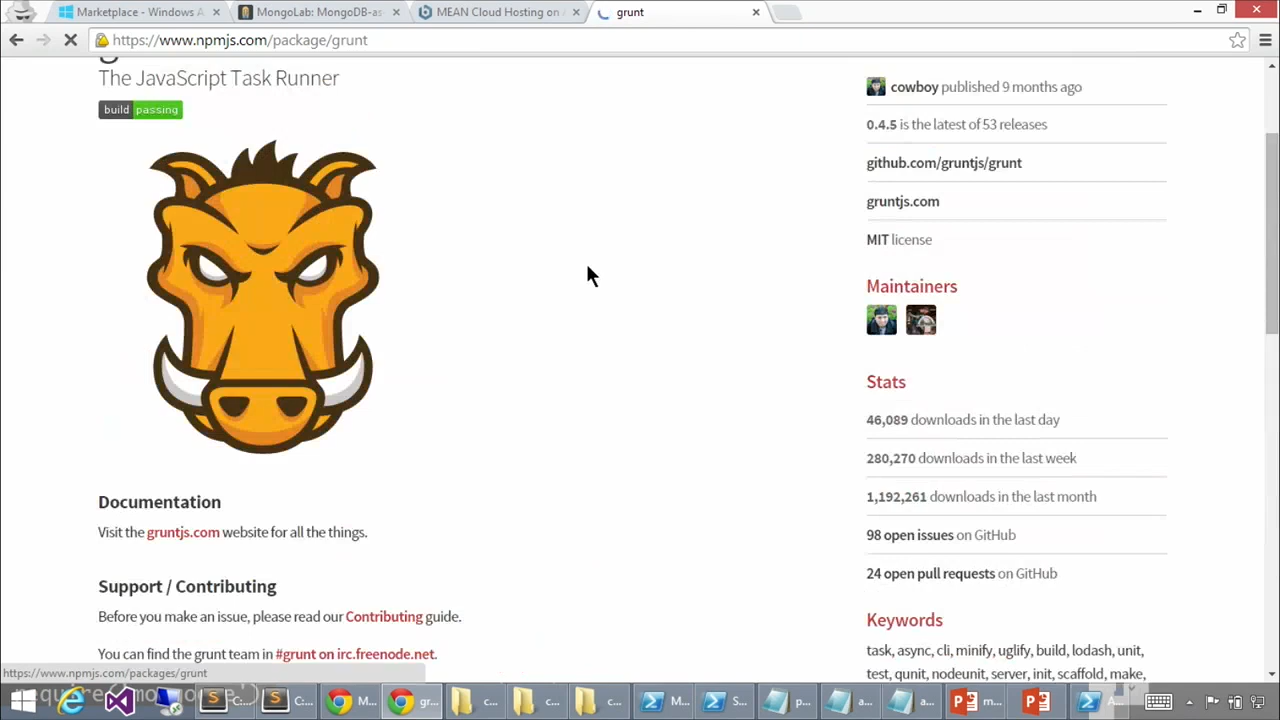 Marketplace - Windows A
MongoLab: MongoDB-as-
MEAN Cloud Hosting on A
grunt
https://www.npmjs.com/package/grunt
The JavaScript Task Runner
build passing
cowboy published 9 months ago
0.4.5 is the latest of 53 releases
github.com/gruntjs/grunt
gruntjs.com
MIT license
Maintainers
Stats
46,089 downloads in the last day
280,270 downloads in the last week
1,192,261 downloads in the last month
98 open issues on GitHub
24 open pull requests on GitHub
Keywords
task, async, cli, minify, uglify, build, lodash, unit,
test, qunit, nodeunit, server, init, scaffold, make,
Documentation
Visit the gruntjs.com website for all the things.
Support / Contributing
Before you make an issue, please read our Contributing guide.
You can find the grunt team in #grunt on irc.freenode.net.
https://www.npmjs.com/packages/grunt
C...
C...
M...
gr...
c...
c...
c...
M...
S...
p...
a...
a...
m...